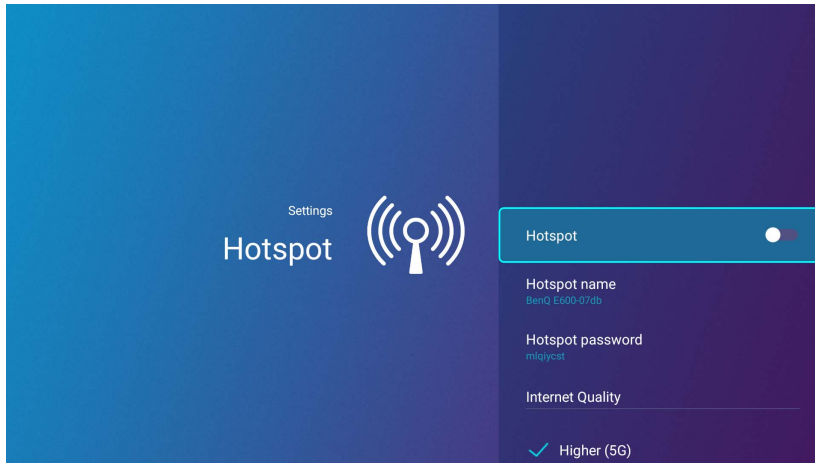 Settings
Hotspot
Hotspot
Hotspot name
BenQ E600-07db
Hotspot password
mlqiycst
Internet Quality
Higher (5G)